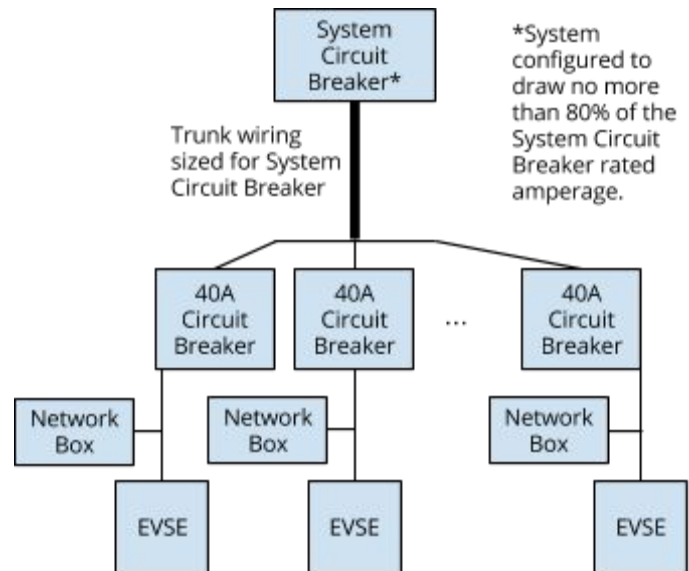 System
Circuit
Breaker*
*System
configured to
draw no more
than 80% of the
System Circuit
Breaker rated
amperage.
Trunk wiring
sized for System
Circuit Breaker
40A
Circuit
Breaker
40A
Circuit
Breaker
...
40A
Circuit
Breaker
Network
Box
Network
Box
Network
Box
EVSE
EVSE
EVSE